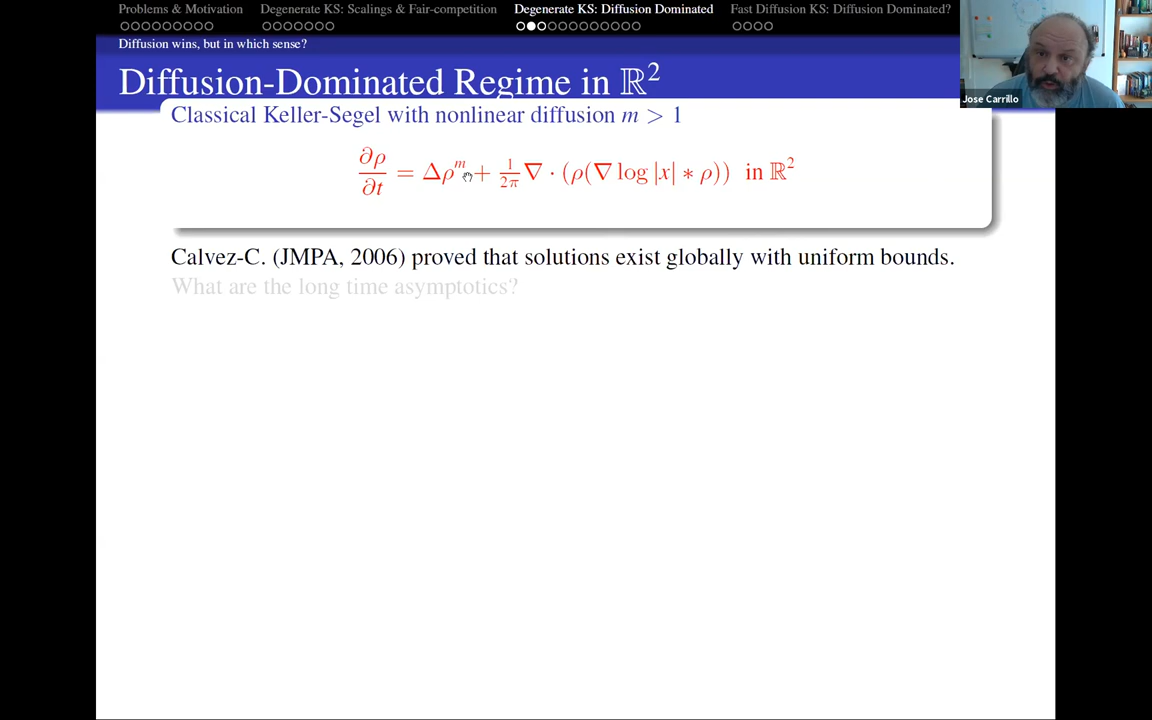 Problems & Motivation
Degenerate KS: Scalings & Fair-competition
Degenerate KS: Diffusion Dominated
Fast Diffusion KS: Diffusion Dominated?
Diffusion wins, but in which sense?
Diffusion-Dominated Regime in ℝ²
Jose Carrillo
Classical Keller-Segel with nonlinear diffusion m > 1
∂ρ/∂t = Δρᵐ + 1/2π ∇ · (ρ(∇ log |x| ∗ ρ)) in ℝ²
Calvez-C. (JMPA, 2006) proved that solutions exist globally with uniform bounds.
What are the long time asymptotics?